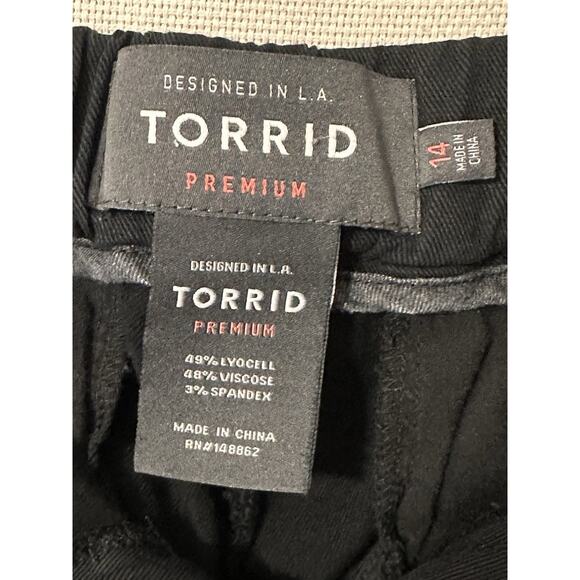 DESIGNED IN L.A.
TORRID
PREMIUM
14
MADE IN
CHINA
DESIGNED IN L.A.
TORRID
PREMIUM
49% LYOCELL
48% VISCOSE
3% SPANDEX
MADE IN CHINA
RN#148862